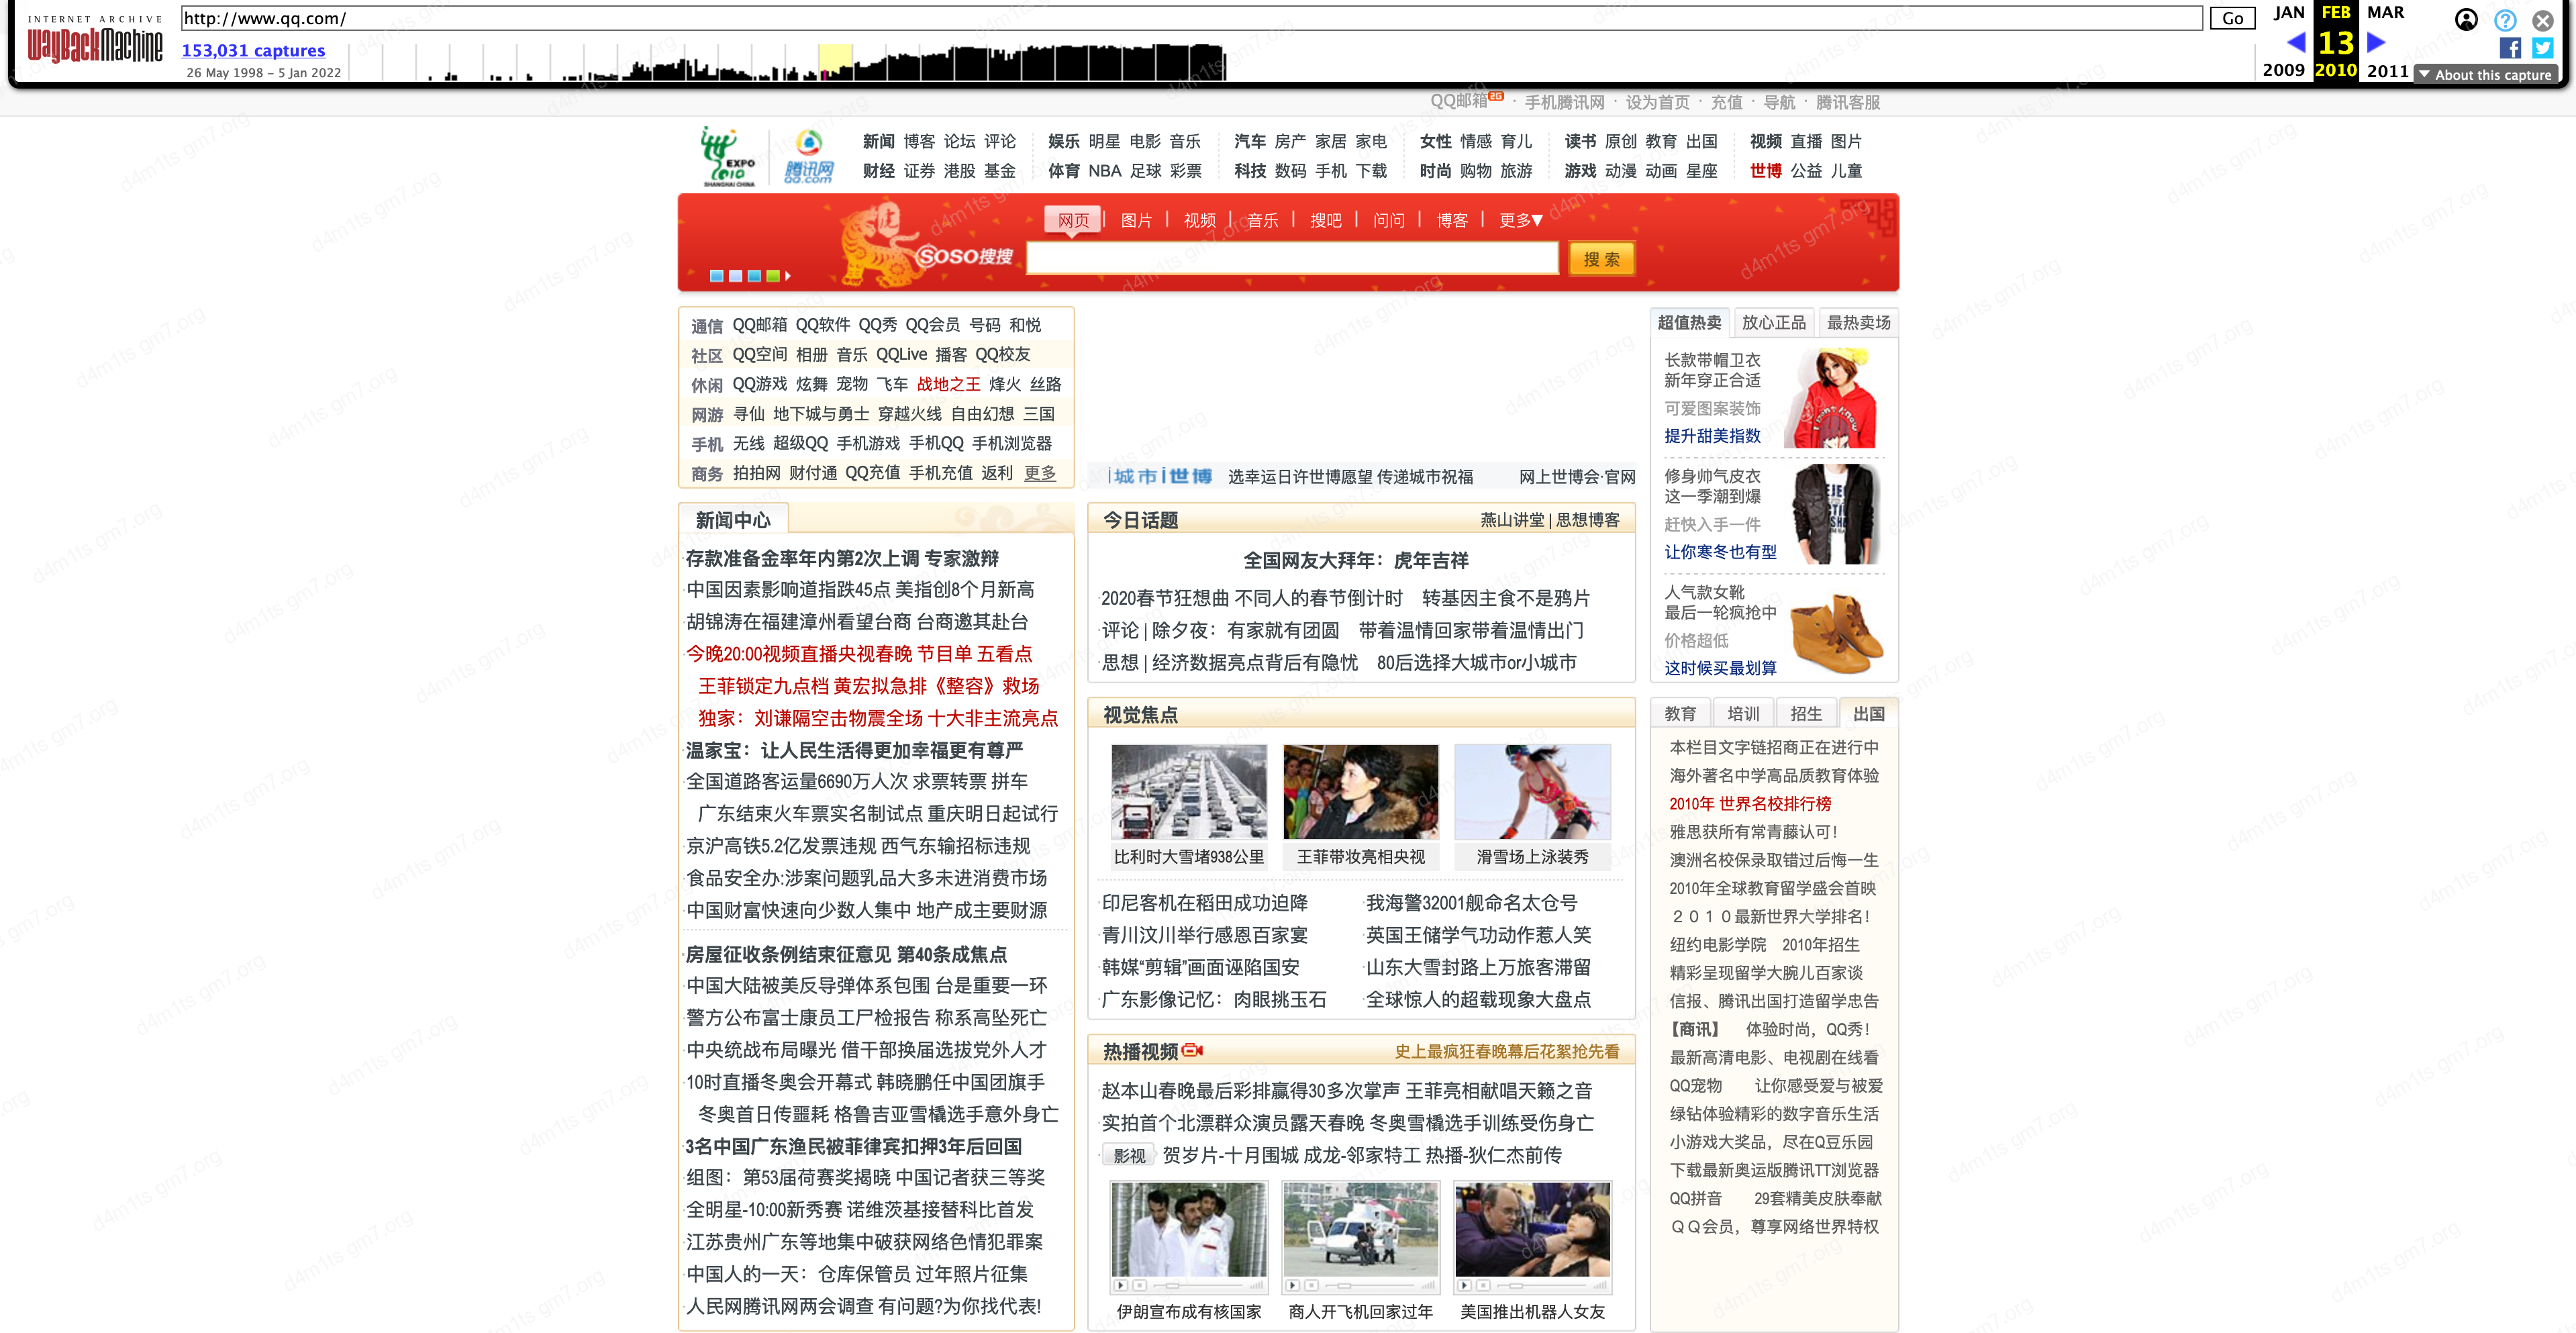 INTERNET ARCHIVE
WayBackMachine
http://www.qq.com/
Go
153,031 captures
26 May 1998 – 5 Jan 2022
JAN FEB MAR
13
2009 2010 2011
About this capture
QQ邮箱2G · 手机腾讯网 · 设为首页 · 充值 · 导航 · 腾讯客服
EXPO
2010
SHANGHAI CHINA
腾讯网
QQ.com
新闻 博客 论坛 评论 娱乐 明星 电影 音乐 汽车 房产 家居 家电 女性 情感 育儿 读书 原创 教育 出国 视频 直播 图片
财经 证券 港股 基金 体育 NBA 足球 彩票 科技 数码 手机 下载 时尚 购物 旅游 游戏 动漫 动画 星座 世博 公益 儿童
网页 | 图片 | 视频 | 音乐 | 搜吧 | 问问 | 博客 | 更多▼
SOSO搜搜
搜 索
通信 QQ邮箱 QQ软件 QQ秀 QQ会员 号码 和悦
社区 QQ空间 相册 音乐 QQLive 播客 QQ校友
休闲 QQ游戏 炫舞 宠物 飞车 战地之王 烽火 丝路
网游 寻仙 地下城与勇士 穿越火线 自由幻想 三国
手机 无线 超级QQ 手机游戏 手机QQ 手机浏览器
商务 拍拍网 财付通 QQ充值 手机充值 返利 更多
i城市i世博 选幸运日许世博愿望 传递城市祝福 网上世博会·官网
超值热卖 放心正品 最热卖场
长款带帽卫衣
新年穿正合适
可爱图案装饰
提升甜美指数
修身帅气皮衣
这一季潮到爆
赶快入手一件
让你寒冬也有型
人气款女靴
最后一轮疯抢中
价格超低
这时候买最划算
新闻中心
·存款准备金率年内第2次上调 专家激辩
·中国因素影响道指跌45点 美指创8个月新高
·胡锦涛在福建漳州看望台商 台商邀其赴台
·今晚20:00视频直播央视春晚 节目单 五看点
王菲锁定九点档 黄宏拟急排《整容》救场
独家：刘谦隔空击物震全场 十大非主流亮点
·温家宝：让人民生活得更加幸福更有尊严
·全国道路客运量6690万人次 求票转票 拼车
广东结束火车票实名制试点 重庆明日起试行
·京沪高铁5.2亿发票违规 西气东输招标违规
·食品安全办:涉案问题乳品大多未进消费市场
·中国财富快速向少数人集中 地产成主要财源
·房屋征收条例结束征意见 第40条成焦点
·中国大陆被美反导弹体系包围 台是重要一环
·警方公布富士康员工尸检报告 称系高坠死亡
·中央统战布局曝光 借干部换届选拔党外人才
·10时直播冬奥会开幕式 韩晓鹏任中国团旗手
冬奥首日传噩耗 格鲁吉亚雪橇选手意外身亡
·3名中国广东渔民被菲律宾扣押3年后回国
·组图：第53届荷赛奖揭晓 中国记者获三等奖
·全明星-10:00新秀赛 诺维茨基接替科比首发
·江苏贵州广东等地集中破获网络色情犯罪案
·中国人的一天：仓库保管员 过年照片征集
·人民网腾讯网两会调查 有问题?为你找代表!
今日话题 燕山讲堂 | 思想博客
全国网友大拜年：虎年吉祥
·2020春节狂想曲 不同人的春节倒计时 转基因主食不是鸦片
·评论 | 除夕夜：有家就有团圆 带着温情回家带着温情出门
·思想 | 经济数据亮点背后有隐忧 80后选择大城市or小城市
视觉焦点
比利时大雪堵938公里 王菲带妆亮相央视 滑雪场上泳装秀
·印尼客机在稻田成功迫降 ·我海警32001舰命名太仓号
·青川汶川举行感恩百家宴 ·英国王储学气功动作惹人笑
·韩媒“剪辑”画面诬陷国安 ·山东大雪封路上万旅客滞留
·广东影像记忆：肉眼挑玉石 ·全球惊人的超载现象大盘点
热播视频 史上最疯狂春晚幕后花絮抢先看
·赵本山春晚最后彩排赢得30多次掌声 王菲亮相献唱天籁之音
·实拍首个北漂群众演员露天春晚 冬奥雪橇选手训练受伤身亡
·影视 贺岁片-十月围城 成龙-邻家特工 热播-狄仁杰前传
伊朗宣布成有核国家 商人开飞机回家过年 美国推出机器人女友
教育 培训 招生 出国
本栏目文字链招商正在进行中
海外著名中学高品质教育体验
2010年 世界名校排行榜
雅思获所有常青藤认可！
澳洲名校保录取错过后悔一生
2010年全球教育留学盛会首映
２０１０最新世界大学排名！
纽约电影学院 2010年招生
精彩呈现留学大腕儿百家谈
信报、腾讯出国打造留学忠告
【商讯】 体验时尚，QQ秀！
最新高清电影、电视剧在线看
QQ宠物 让你感受爱与被爱
绿钻体验精彩的数字音乐生活
小游戏大奖品，尽在Q豆乐园
下载最新奥运版腾讯TT浏览器
QQ拼音 29套精美皮肤奉献
ＱＱ会员，尊享网络世界特权
d4m1ts gm7.org